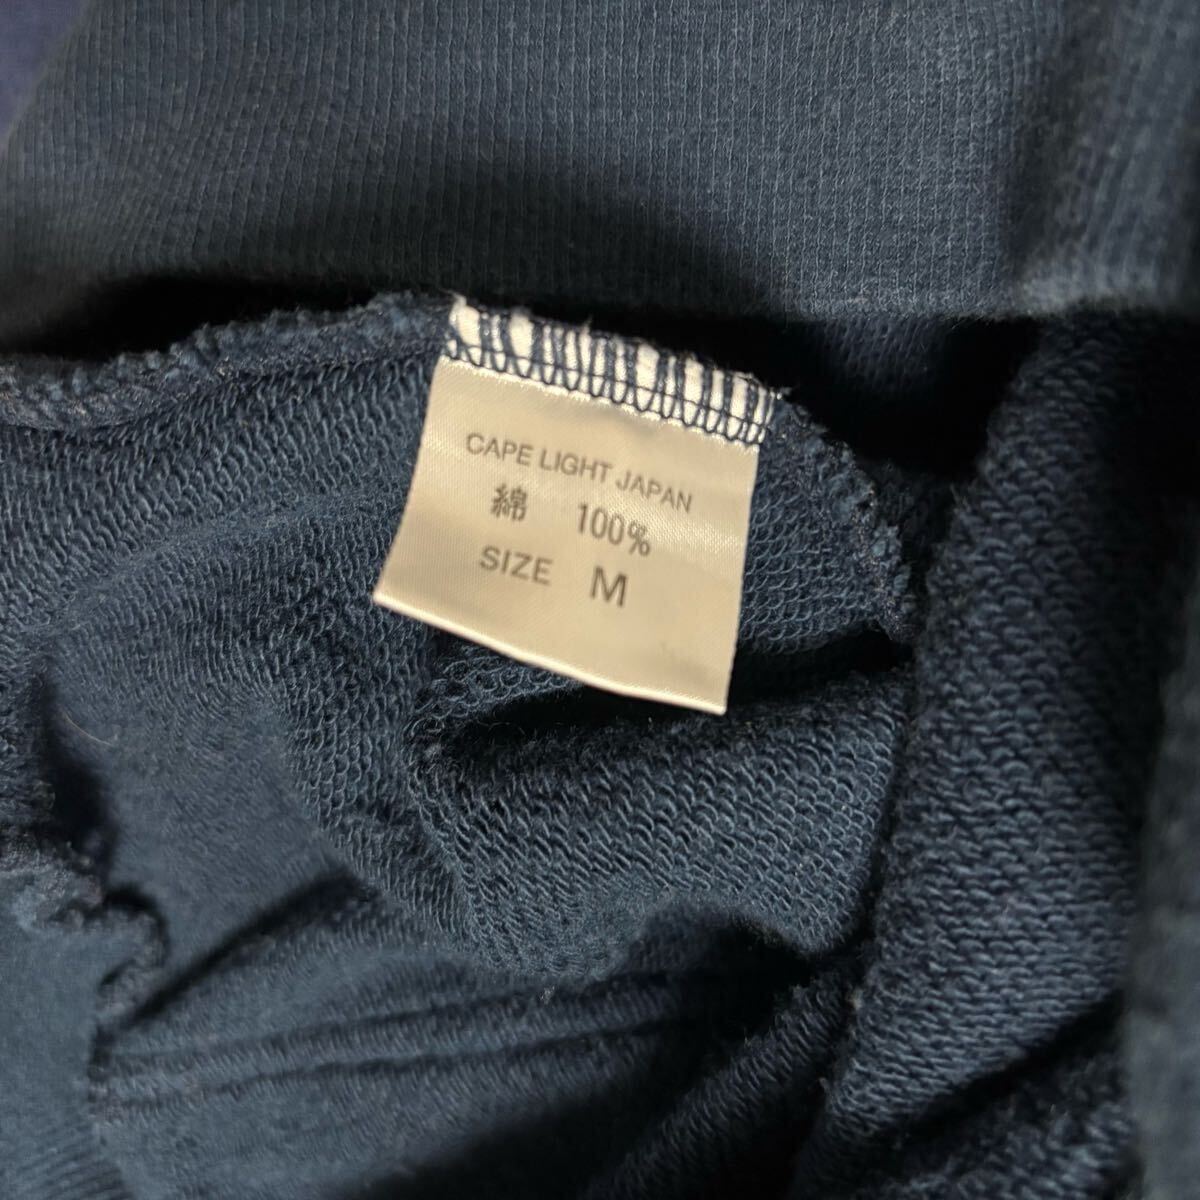 CAPE LIGHT JAPAN
綿 100%
SIZE M